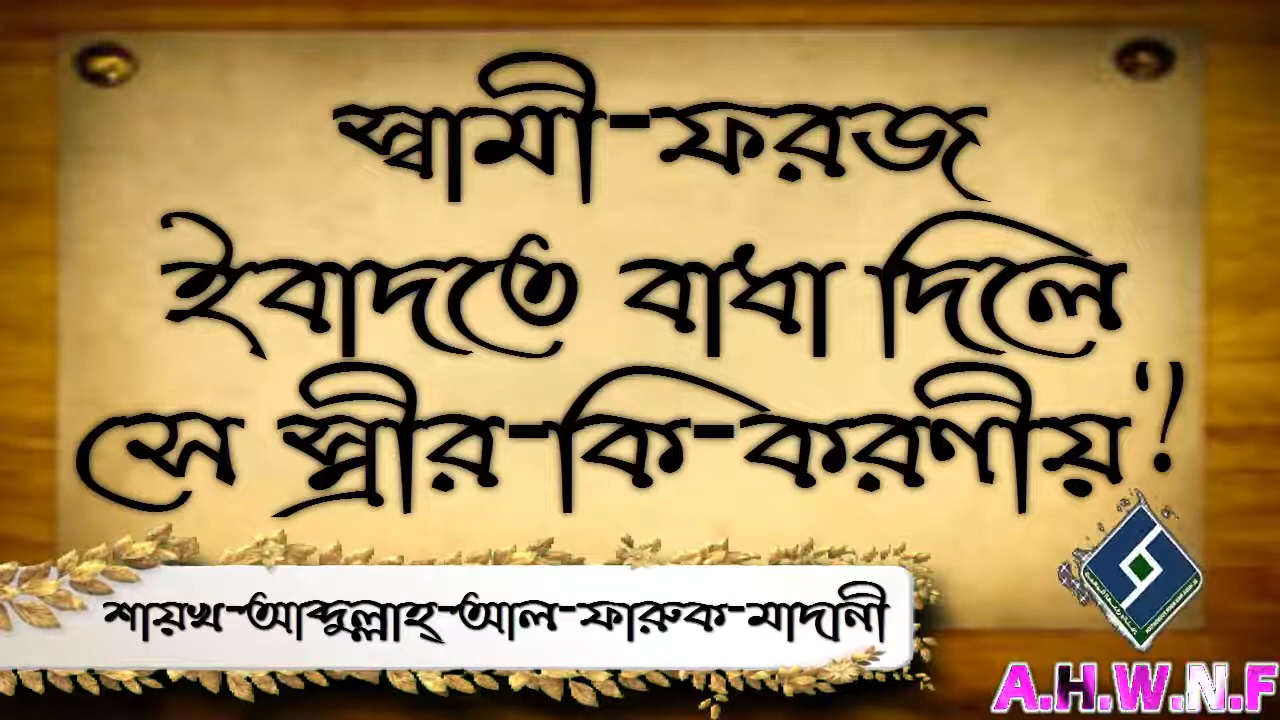 স্বামী-ফরজ
ইবাদতে বাধা দিলে
সে স্ত্রীর-কি-করণীয়?!
শায়খ-আব্দুল্লাহ্-আল-ফারুক-মাদানী
A.H.W.N.F